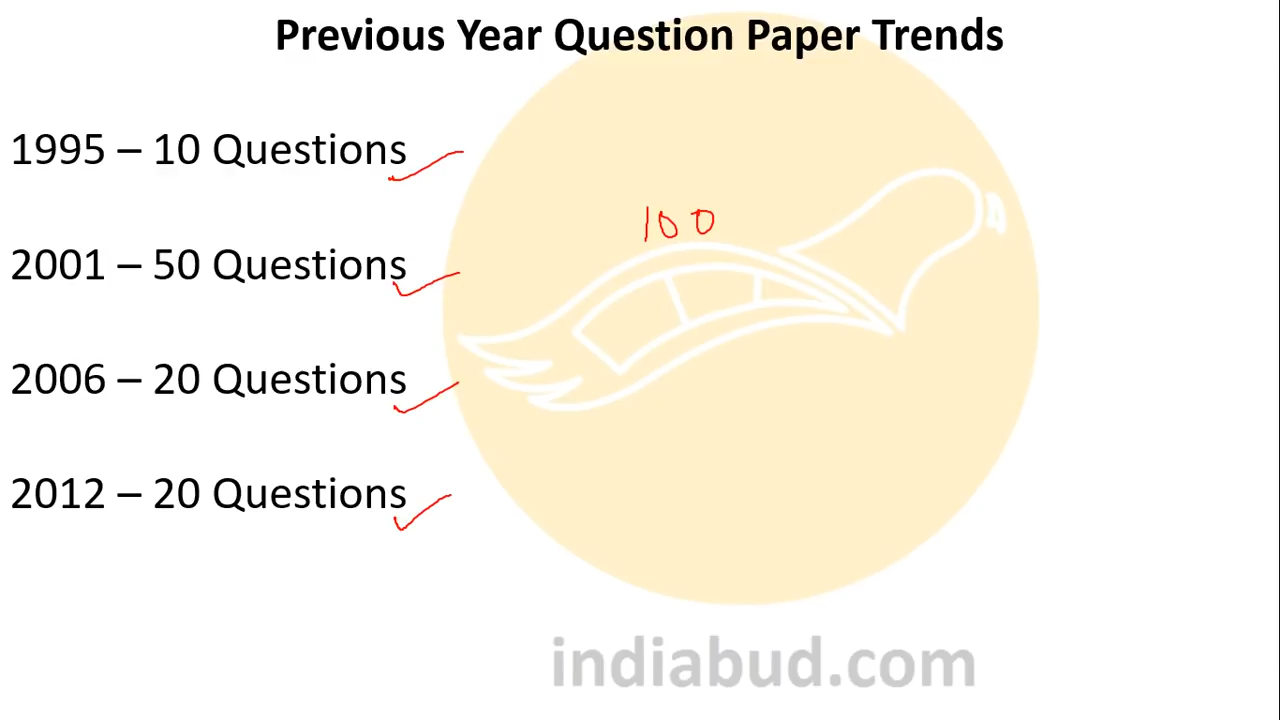 Previous Year Question Paper Trends
1995 – 10 Questions
100
2001 – 50 Questions
2006 – 20 Questions
2012 – 20 Questions
indiabud.com